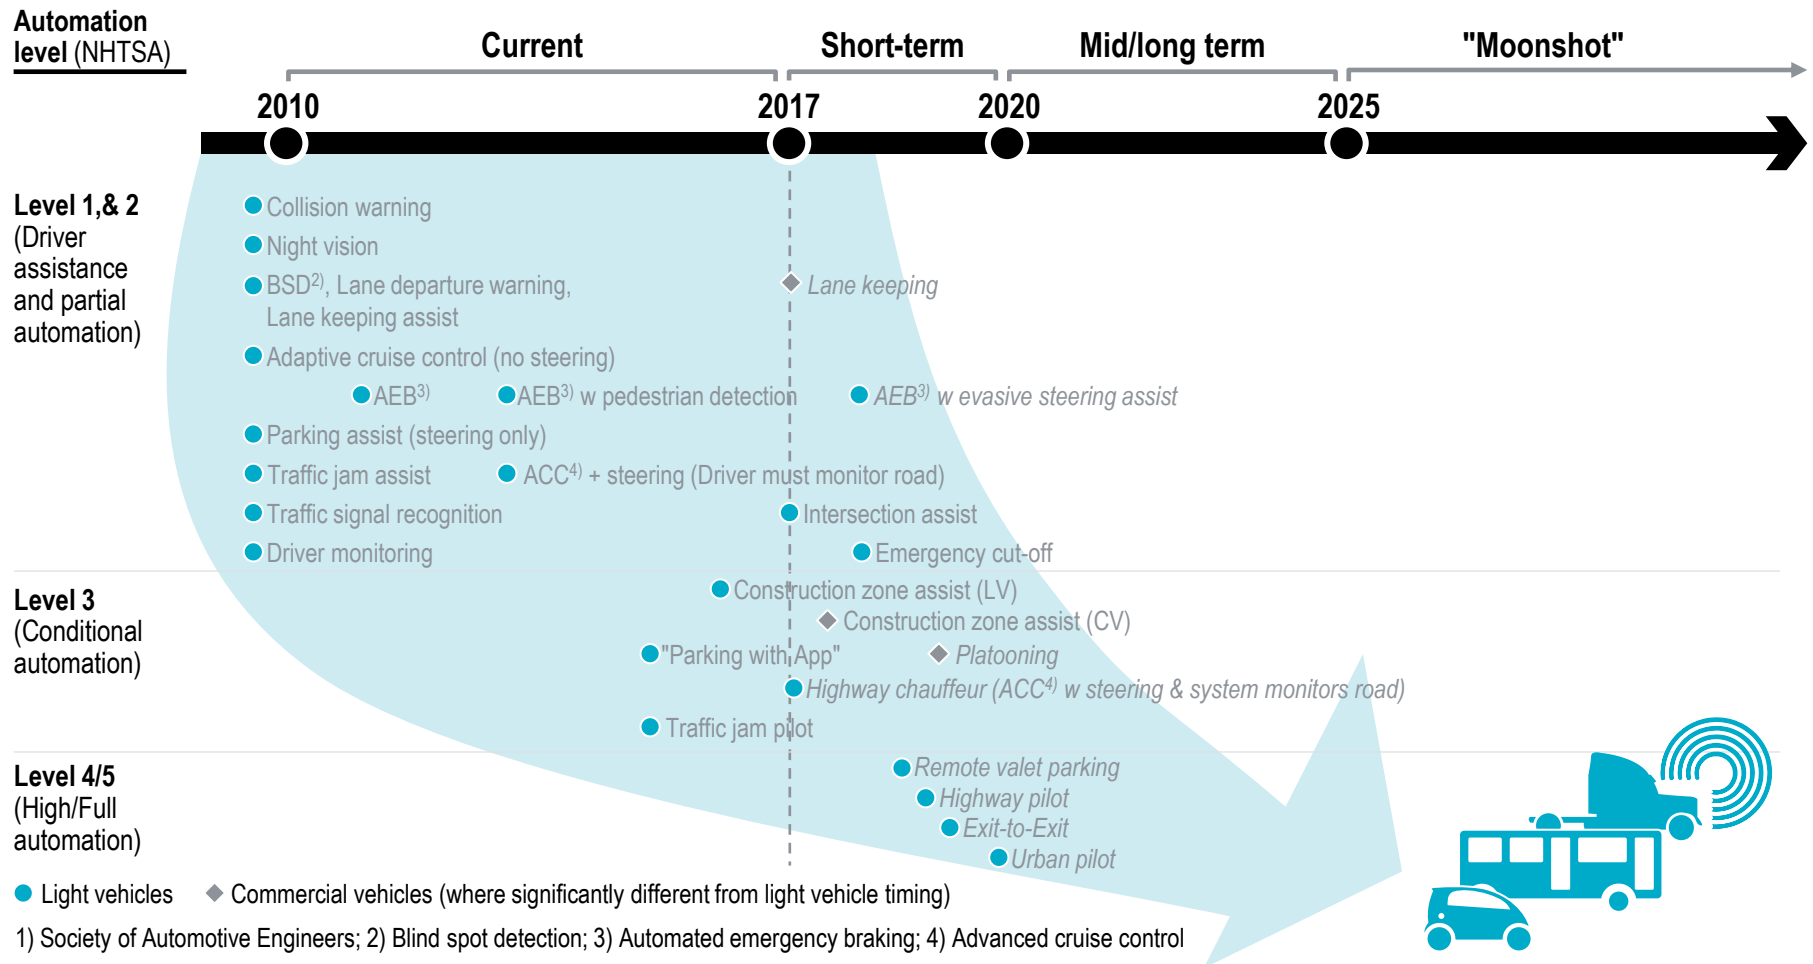 Automation
level (NHTSA)
Current
Short-term
Mid/long term
"Moonshot"
2010
2017
2020
2025
Level 1,& 2
(Driver
assistance
and partial
automation)
Collision warning
Night vision
BSD2), Lane departure warning,
Lane keeping assist
Lane keeping
Adaptive cruise control (no steering)
AEB3)
AEB3) w pedestrian detection
AEB3) w evasive steering assist
Parking assist (steering only)
Traffic jam assist
ACC4) + steering (Driver must monitor road)
Traffic signal recognition
Intersection assist
Driver monitoring
Emergency cut-off
Level 3
(Conditional
automation)
Construction zone assist (LV)
Construction zone assist (CV)
"Parking with App"
Platooning
Highway chauffeur (ACC4) w steering & system monitors road)
Traffic jam pilot
Level 4/5
(High/Full
automation)
Remote valet parking
Highway pilot
Exit-to-Exit
Urban pilot
Light vehicles
Commercial vehicles (where significantly different from light vehicle timing)
1) Society of Automotive Engineers; 2) Blind spot detection; 3) Automated emergency braking; 4) Advanced cruise control